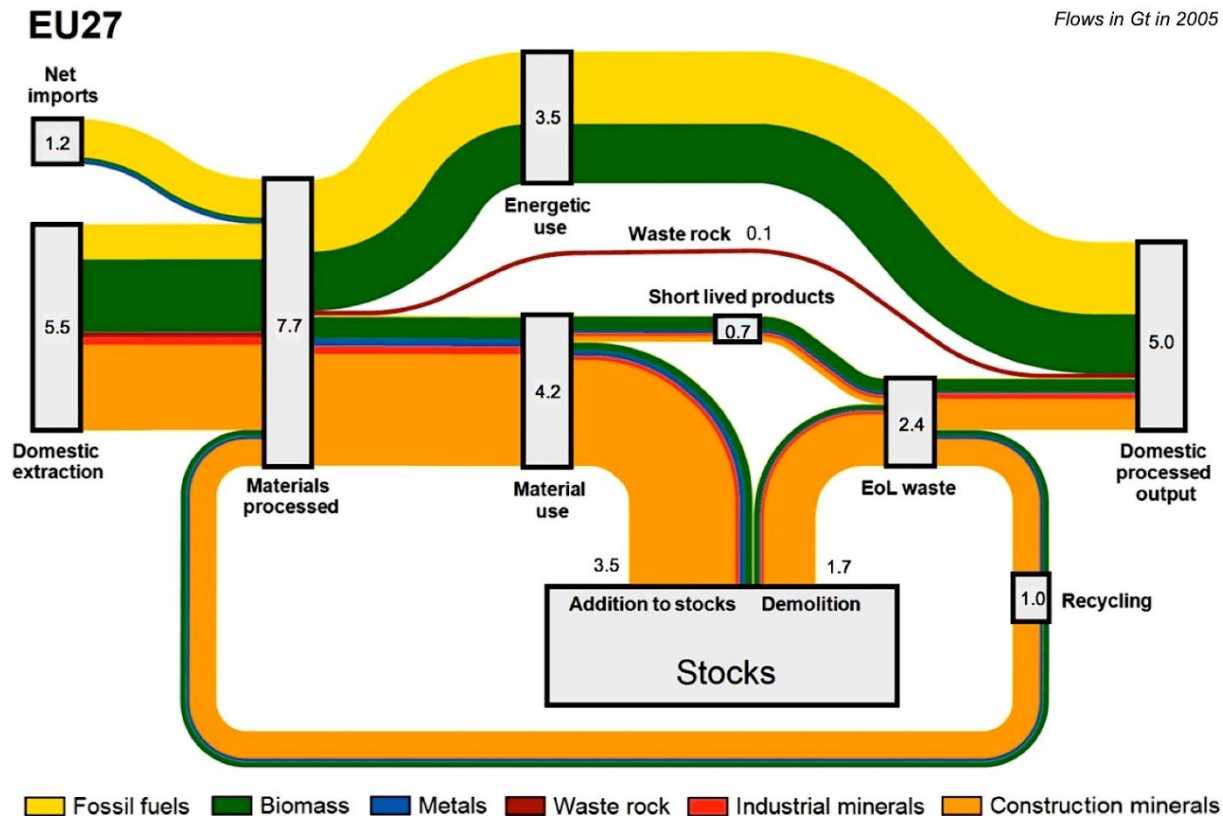 EU27
Flows in Gt in 2005
Net
imports
1.2
3.5
Energetic
use
Waste rock 0.1
Short lived products
0.7
5.5
7.7
4.2
2.4
5.0
Domestic
extraction
Materials
processed
Material
use
EoL waste
Domestic
processed
output
3.5
1.7
Addition to stocks
Demolition
Stocks
1.0
Recycling
Fossil fuels
Biomass
Metals
Waste rock
Industrial minerals
Construction minerals